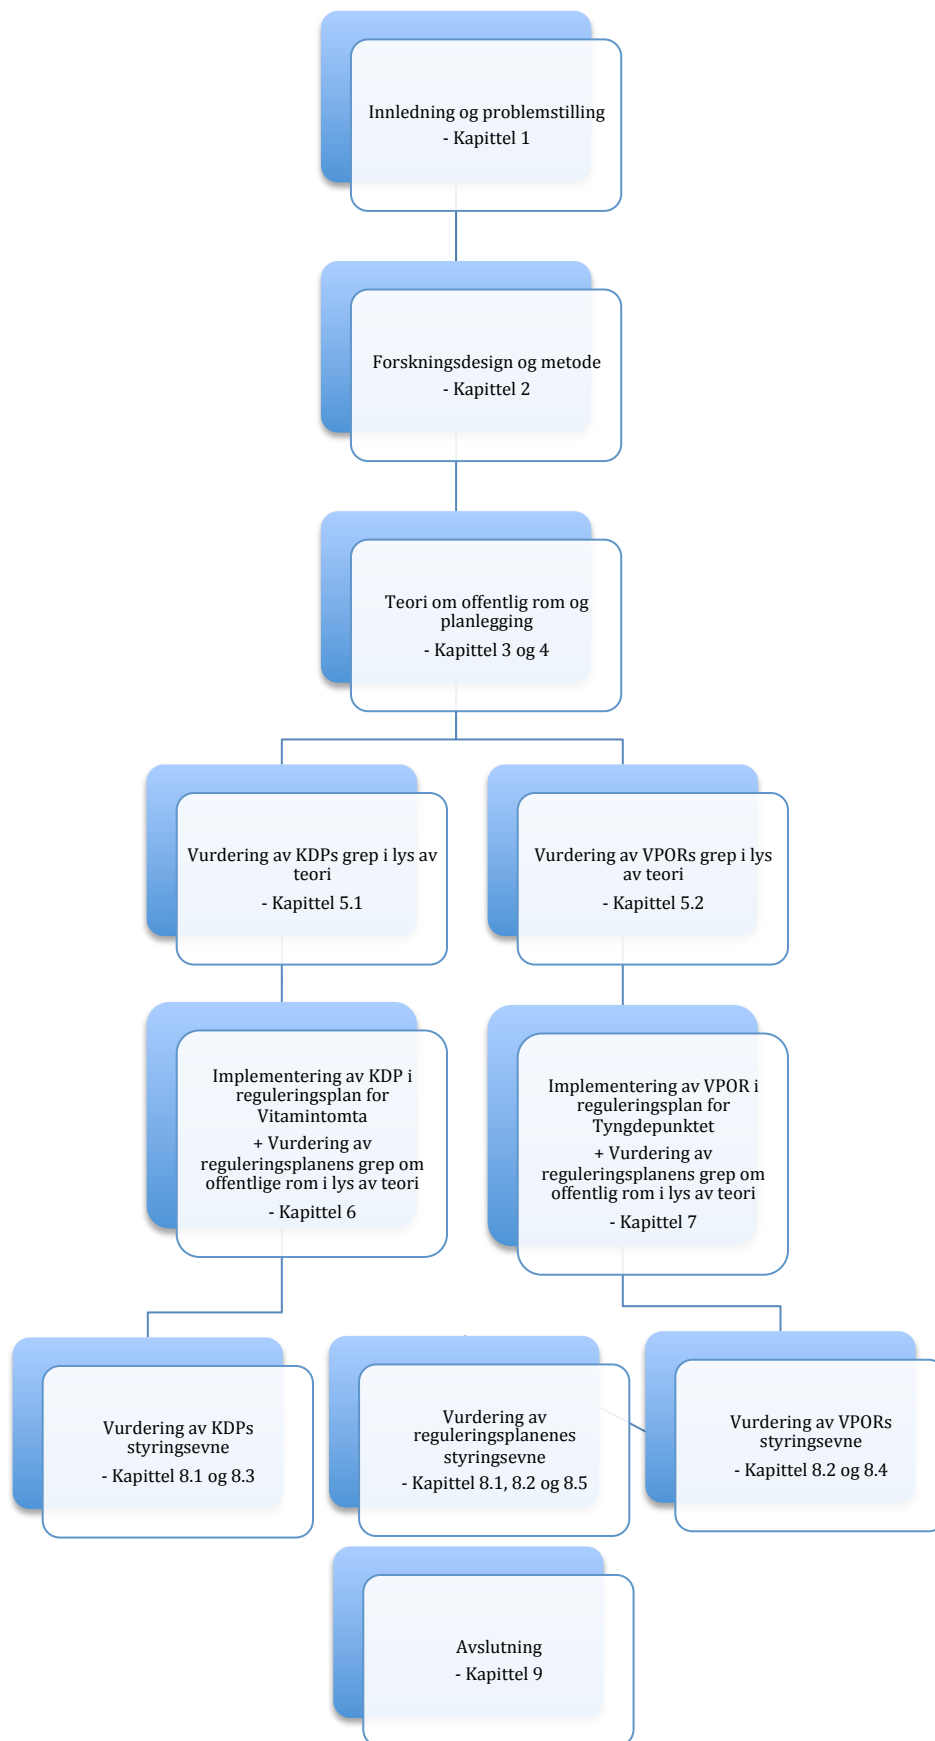 Innledning og problemstilling
- Kapittel 1
Forskningsdesign og metode
- Kapittel 2
Teori om offentlig rom og
planlegging
- Kapittel 3 og 4
Vurdering av KDPs grep i lys av
teori
- Kapittel 5.1
Vurdering av VPORs grep i lys
av teori
- Kapittel 5.2
Implementering av KDP i
reguleringsplan for
Vitamintomta
+ Vurdering av
reguleringsplanens grep om
offentlige rom i lys av teori
- Kapittel 6
Implementering av VPOR i
reguleringsplan for
Tyngdepunktet
+ Vurdering av
reguleringsplanens grep om
offentlig rom i lys av teori
- Kapittel 7
Vurdering av KDPs
styringsevne
- Kapittel 8.1 og 8.3
Vurdering av
reguleringsplanenes
styringsevne
- Kapittel 8.1, 8.2 og 8.5
Vurdering av VPORs
styringsevne
- Kapittel 8.2 og 8.4
Avslutning
- Kapittel 9